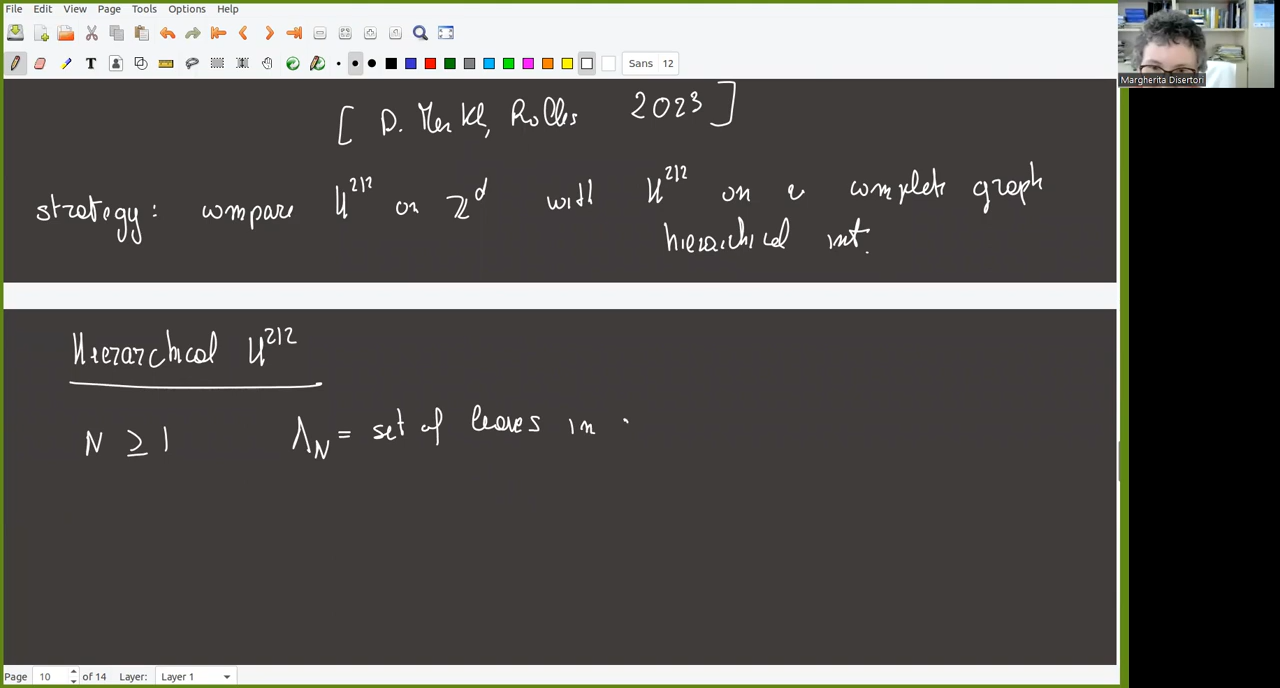 File Edit View Page Tools Options Help
Sans 12
Margherita Disertori
[ D. Merkl, Rolles 2023 ]
strategy: compare H^{2|2} on Z^d with H^{2|2} on a complete graph
hierarchical int.
Hierarchical H^{2|2}
N ≥ 1 Λ_N = set of leaves in
Page 10 of 14 Layer: Layer 1